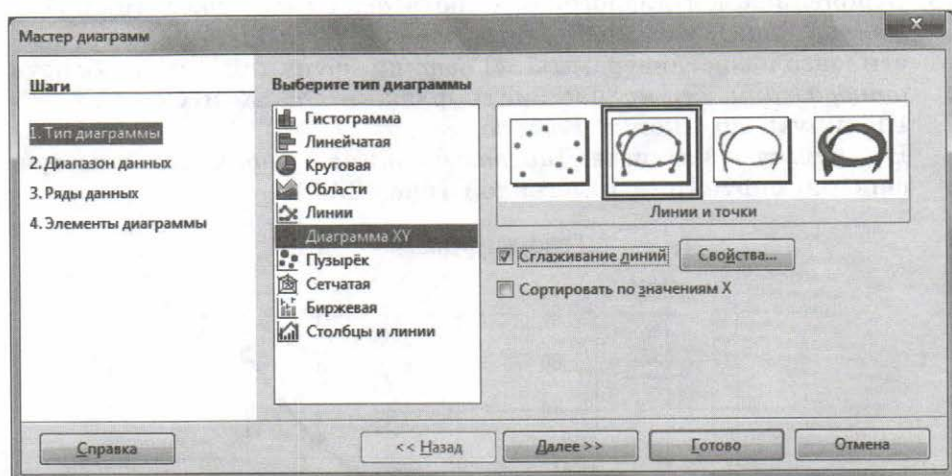 Мастер диаграмм
Шаги
1. Тип диаграммы
2. Диапазон данных
3. Ряды данных
4. Элементы диаграммы
Выберите тип диаграммы
Гистограмма
Линейчатая
Круговая
Области
Линии
Диаграмма XY
Пузырёк
Сетчатая
Биржевая
Столбцы и линии
Линии и точки
Сглаживание линий
Свойства...
Сортировать по значениям X
Справка
<< Назад
Далее >>
Готово
Отмена